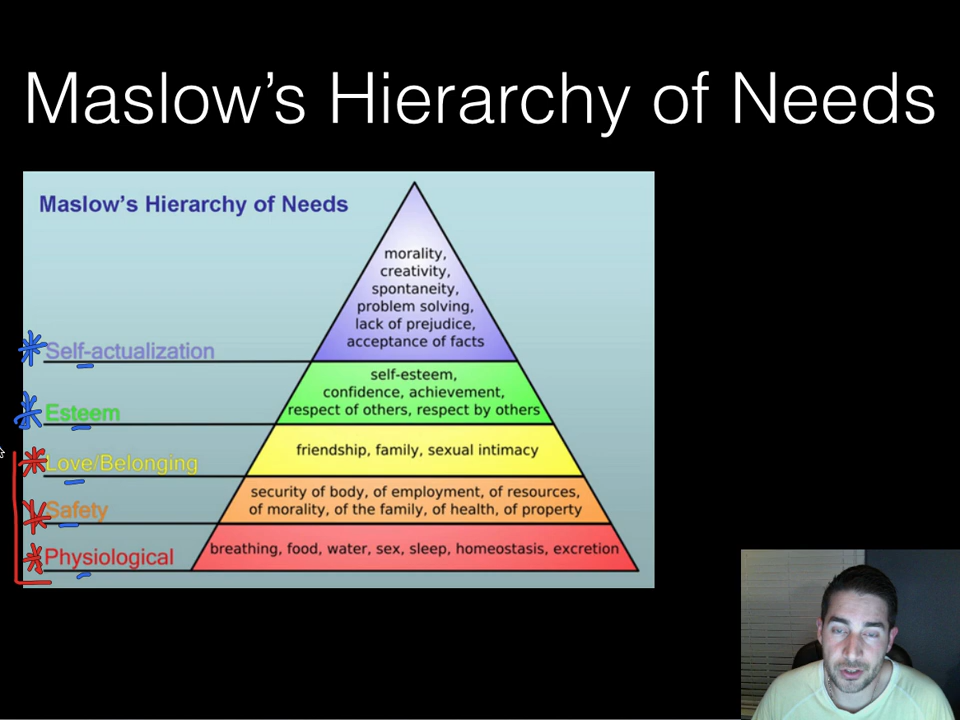 Maslow's Hierarchy of Needs
Maslow's Hierarchy of Needs
morality,
creativity,
spontaneity,
problem solving,
lack of prejudice,
acceptance of facts
Self-actualization
self-esteem,
confidence, achievement,
respect of others, respect by others
Esteem
friendship, family, sexual intimacy
Love/Belonging
security of body, of employment, of resources,
of morality, of the family, of health, of property
Safety
breathing, food, water, sex, sleep, homeostasis, excretion
Physiological